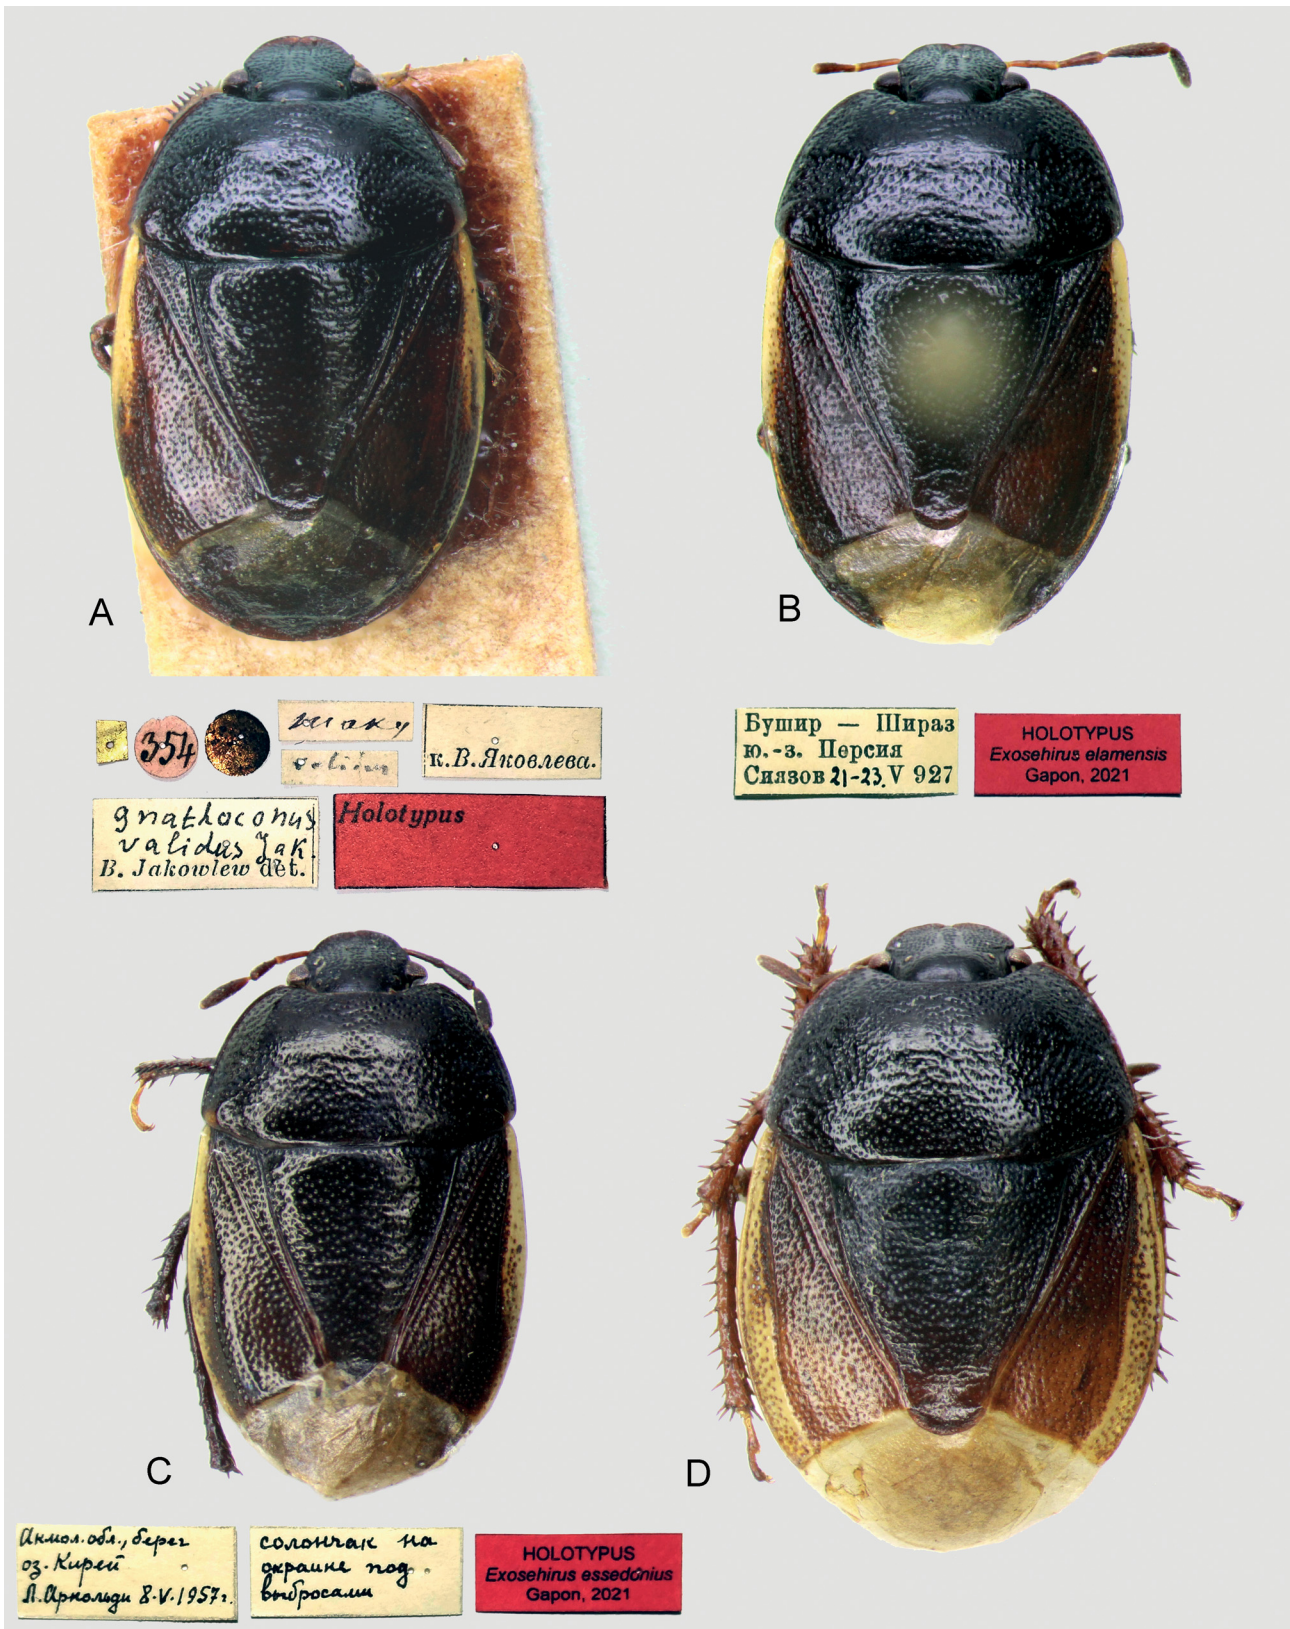 A
B
354
к.В.Яковлева.
gnathoconus
validus Jak.
B. Jakowlew det.
Holotypus
Бушир — Шираз
ю.-з. Персия
Сиязов 21-23.V 927
HOLOTYPUS
Exosehirus elamensis
Gapon, 2021
C
D
Акмол.обл., берег
оз. Кирей
Л.Арнольди 8.V.1957г.
солончак на
окраине под
выбросами
HOLOTYPUS
Exosehirus essedonius
Gapon, 2021